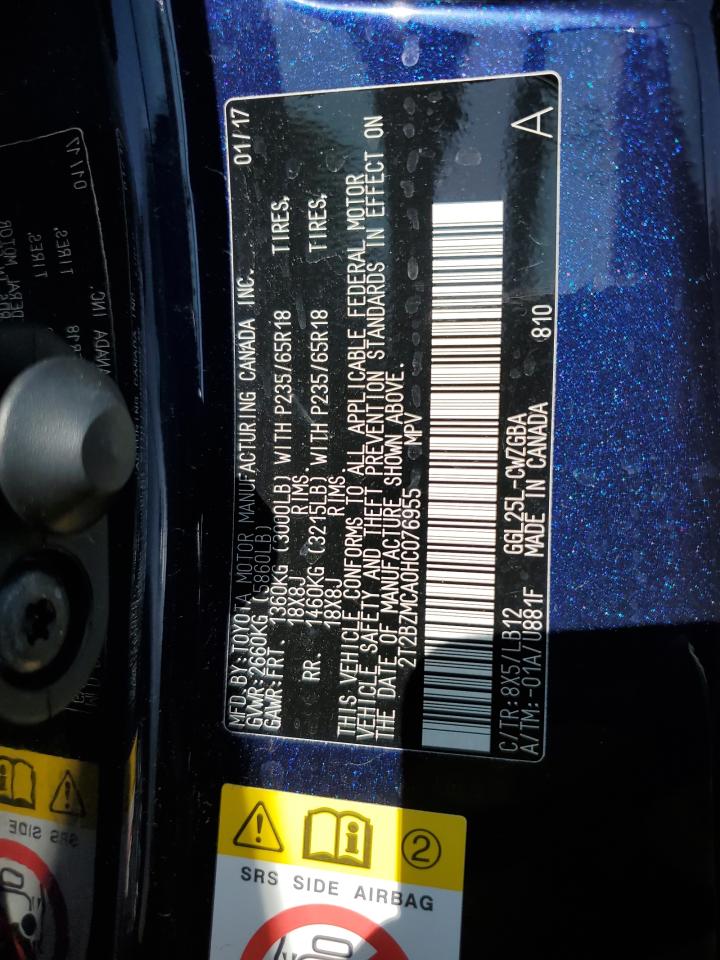 MFD.BY:TOYOTA MOTOR MANUFACTURING CANADA INC. 01/17
GVWR:2660KG (5860LB)
GAWR:FRT. 1360KG (3000LB) WITH P235/65R18 TIRES,
18X8J RIMS.
RR. 1460KG (3215LB) WITH P235/65R18 TIRES,
18X8J RIMS.
THIS VEHICLE CONFORMS TO ALL APPLICABLE FEDERAL MOTOR
VEHICLE SAFETY AND THEFT PREVENTION STANDARDS IN EFFECT ON
THE DATE OF MANUFACTURE SHOWN ABOVE.
2T2BZMCA0HC076955 MPV
C/TR:8X5/LB12 GGL25L-CWZGBA
A/TM:-01A/U881F MADE IN CANADA 810
A
2
SRS SIDE AIRBAG